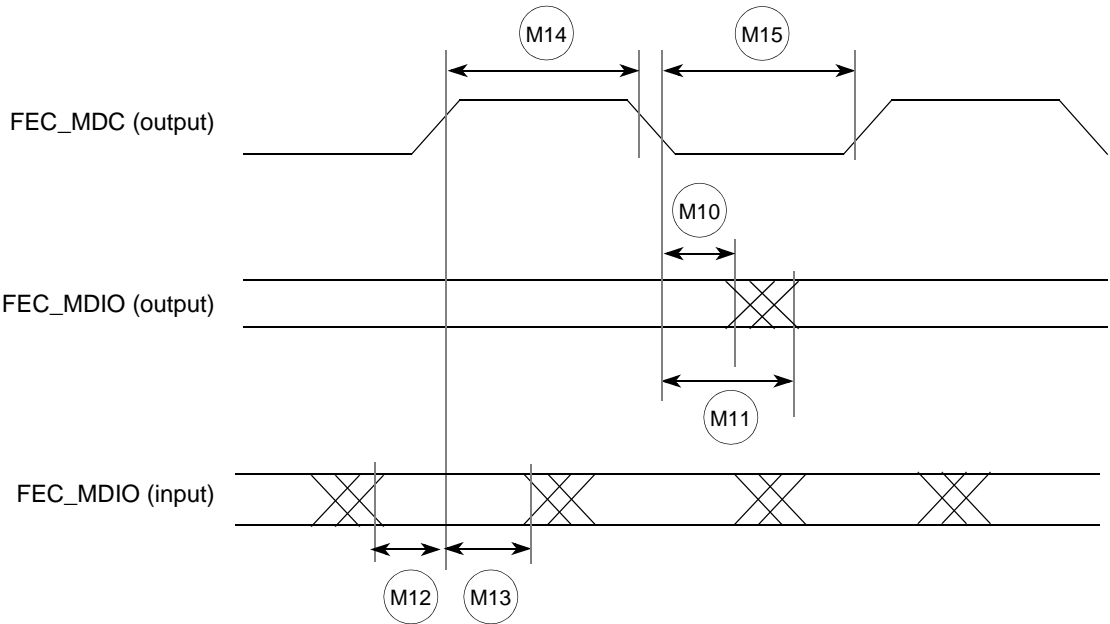 M14
M15
FEC_MDC (output)
M10
FEC_MDIO (output)
M11
FEC_MDIO (input)
M12
M13